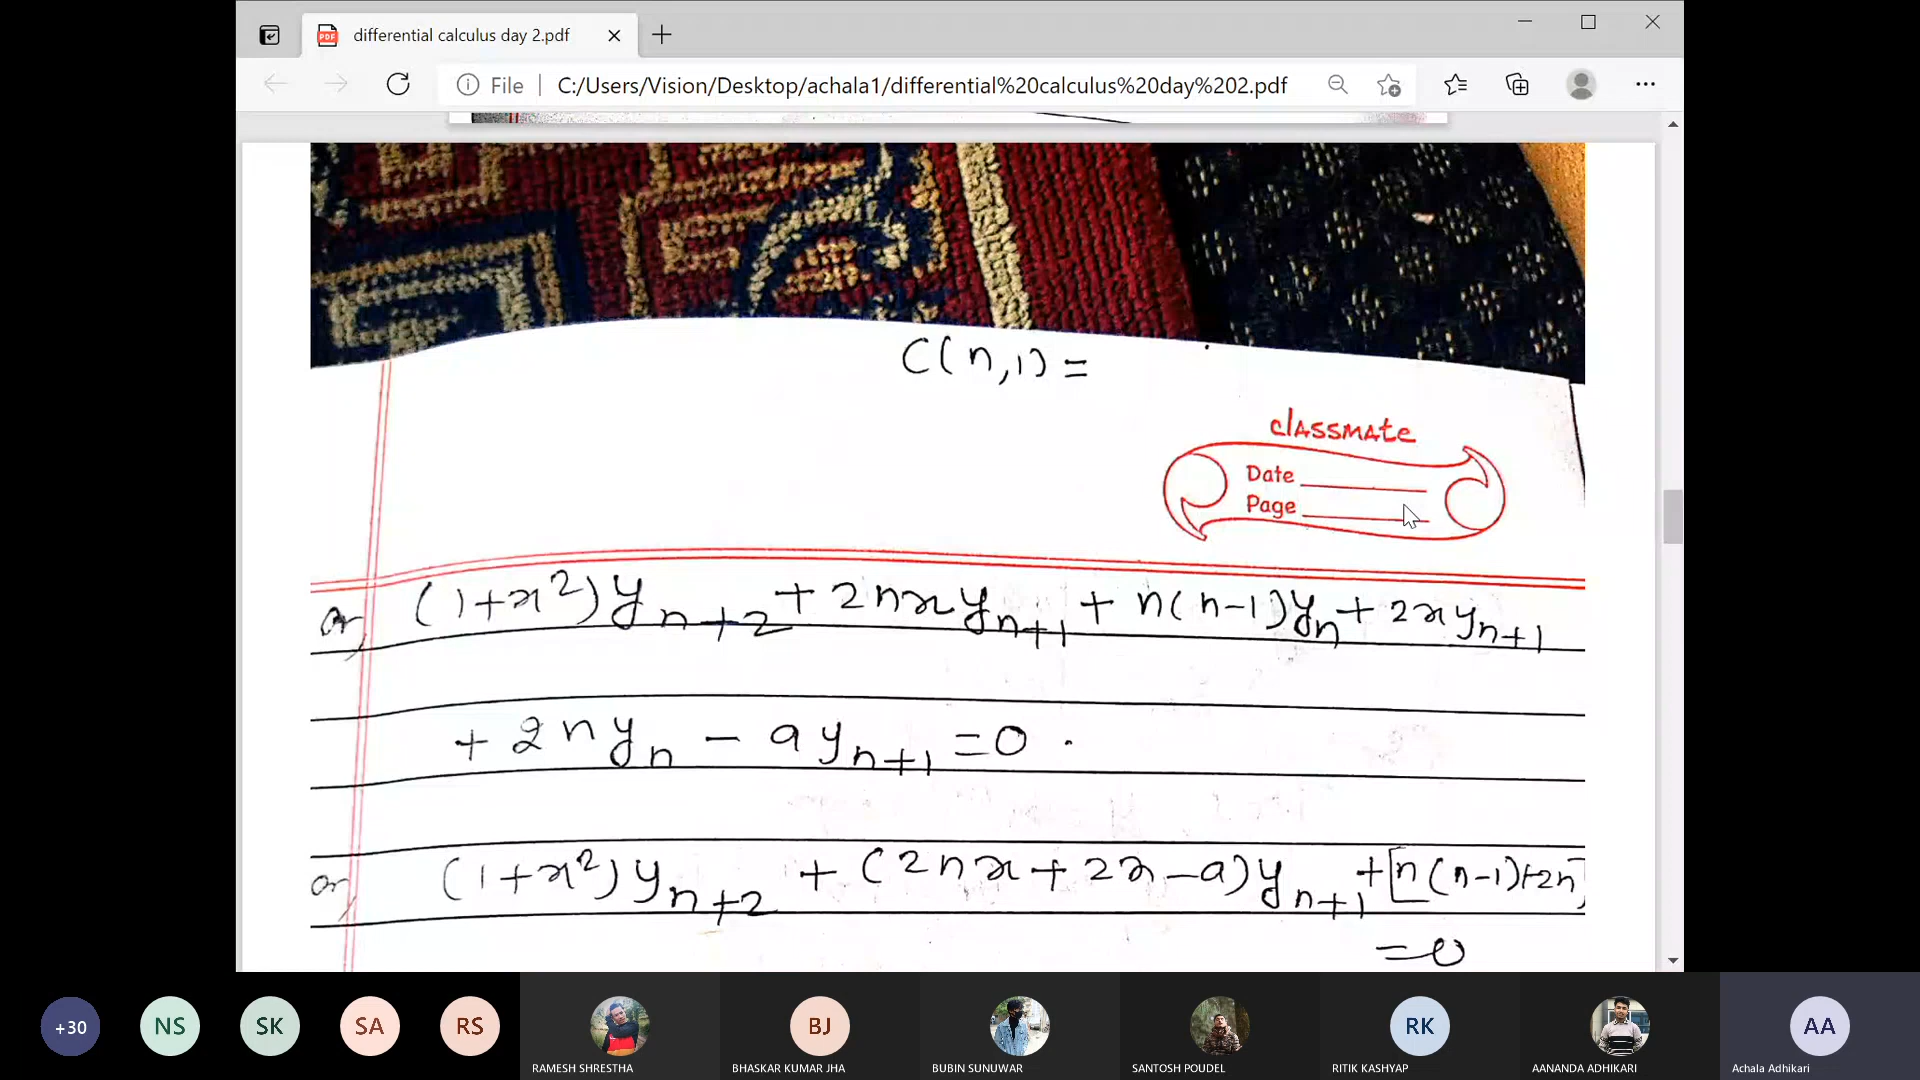 differential calculus day 2.pdf
File C:/Users/Vision/Desktop/achala1/differential%20calculus%20day%202.pdf
C(n,1) =
classmate
Date
Page
or, (1+x²)yₙ₊₂ + 2nxyₙ₊₁ + n(n-1)yₙ + 2xyₙ₊₁
+ 2nyₙ - ayₙ₊₁ = 0 .
or, (1+x²)yₙ₊₂ + (2nx+2x-a)yₙ₊₁ + [n(n-1)+2n]
=0
+30 NS SK SA RS BJ RK AA
RAMESH SHRESTHA BHASKAR KUMAR JHA BUBIN SUNUWAR SANTOSH POUDEL RITIK KASHYAP AANANDA ADHIKARI Achala Adhikari